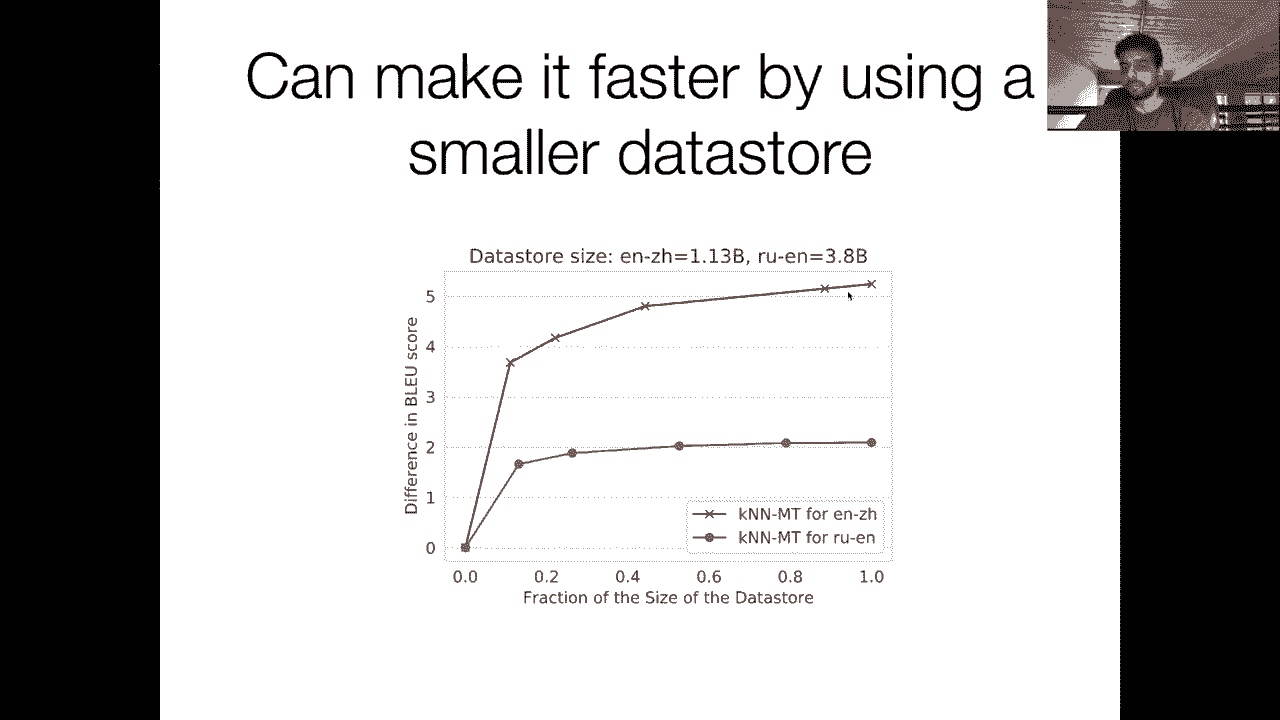 Can make it faster by using a
smaller datastore
Datastore size: en-zh=1.13B, ru-en=3.8B
Difference in BLEU score
5
4
3
2
1
0
kNN-MT for en-zh
kNN-MT for ru-en
0.0 0.2 0.4 0.6 0.8 1.0
Fraction of the Size of the Datastore